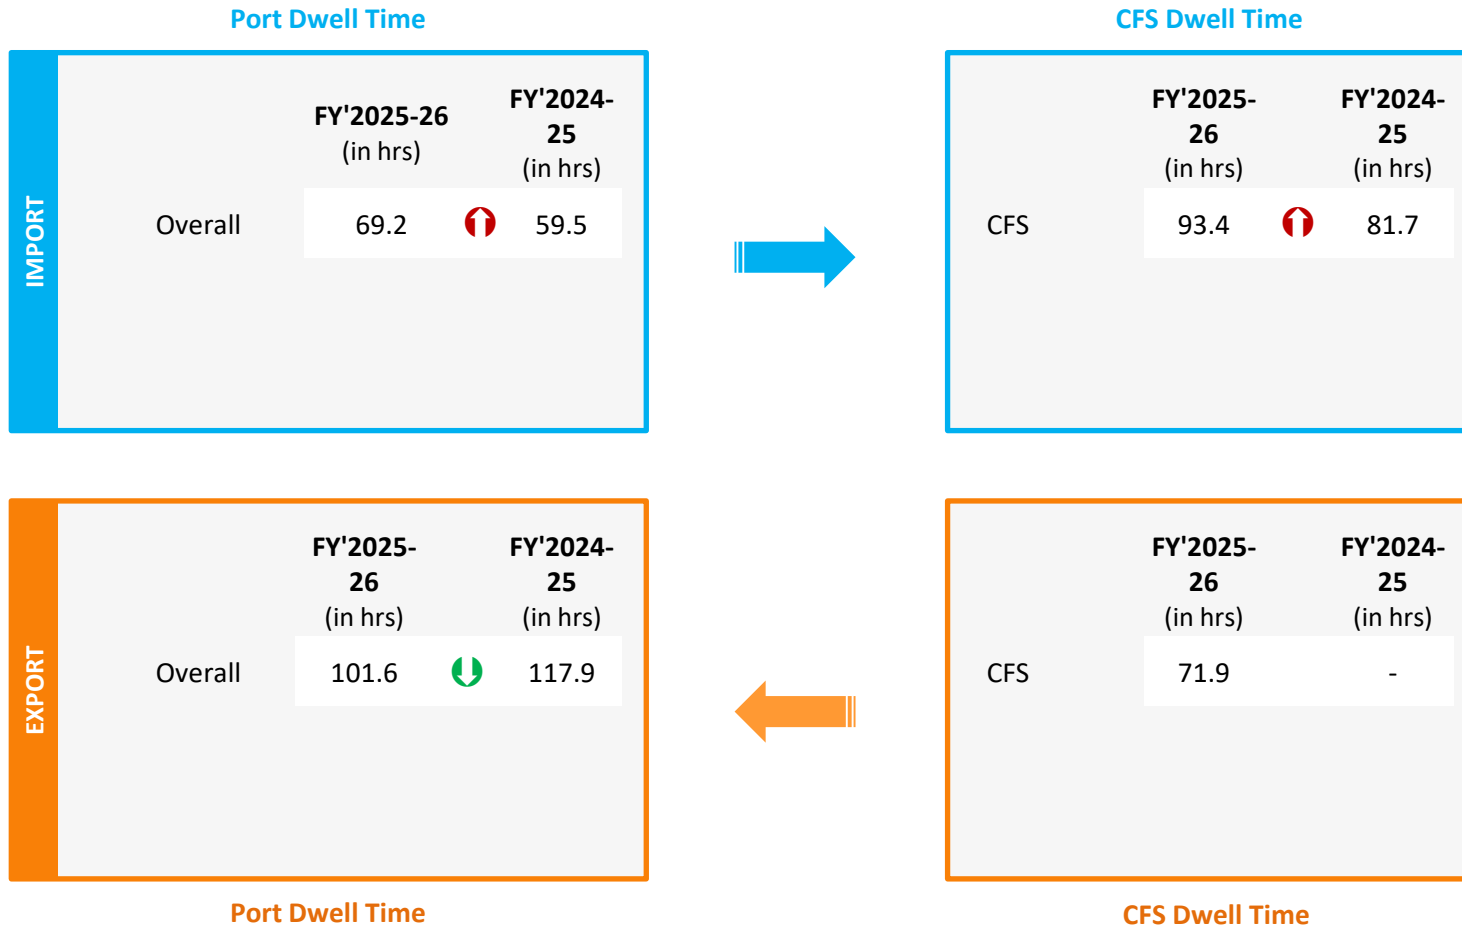 Port Dwell Time
CFS Dwell Time
IMPORT
FY'2025-26
(in hrs)
FY'2024-
25
(in hrs)
Overall
69.2
59.5
FY'2025-
26
(in hrs)
FY'2024-
25
(in hrs)
CFS
93.4
81.7
EXPORT
FY'2025-
26
(in hrs)
FY'2024-
25
(in hrs)
Overall
101.6
117.9
FY'2025-
26
(in hrs)
FY'2024-
25
(in hrs)
CFS
71.9
-
Port Dwell Time
CFS Dwell Time